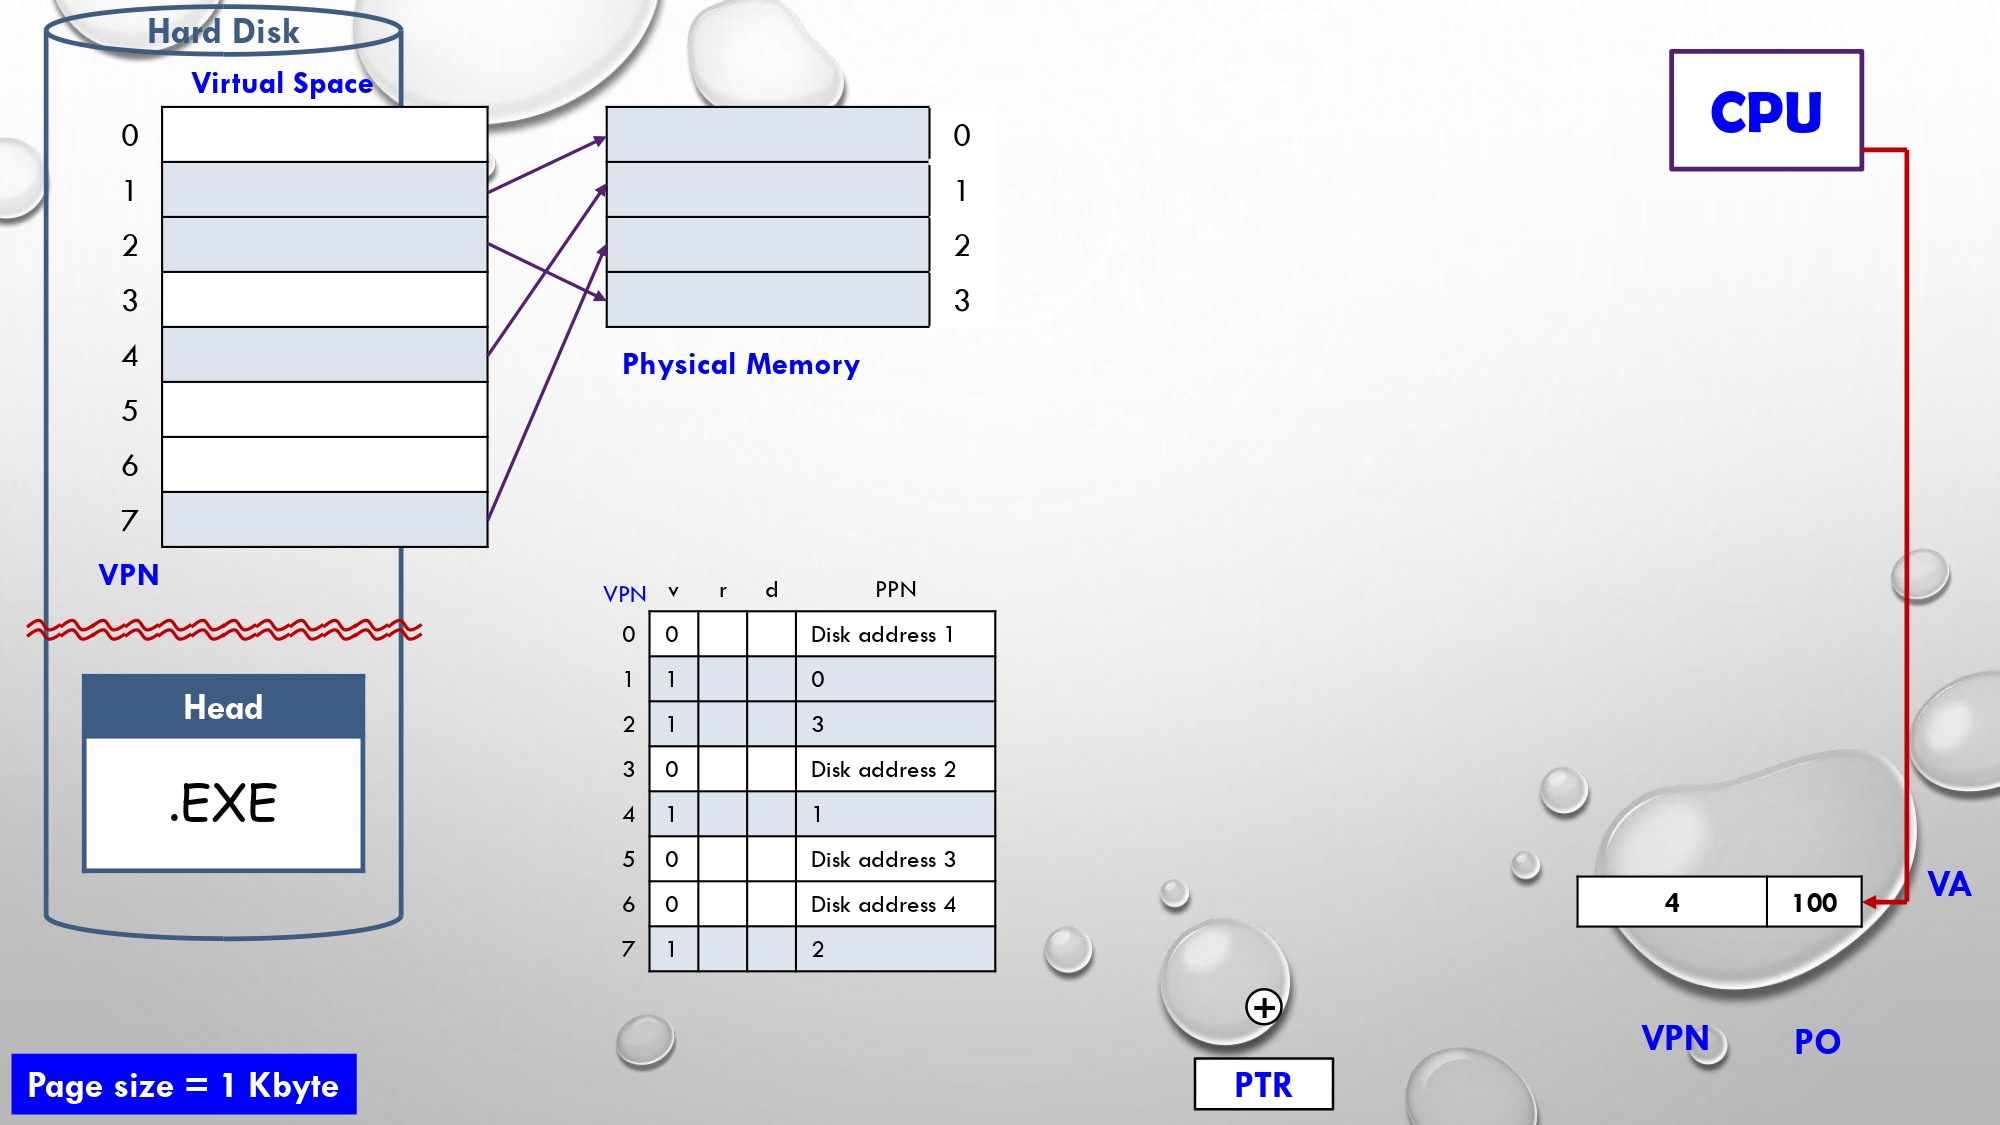 Hard Disk
Virtual Space
0
1
2
3
4
5
6
7
VPN
0
1
2
3
Physical Memory
CPU
Head
.EXE
VPN v r d PPN
0 0 Disk address 1
1 1 0
2 1 3
3 0 Disk address 2
4 1 1
5 0 Disk address 3
6 0 Disk address 4
7 1 2
4 100
VA
VPN PO
+
PTR
Page size = 1 Kbyte